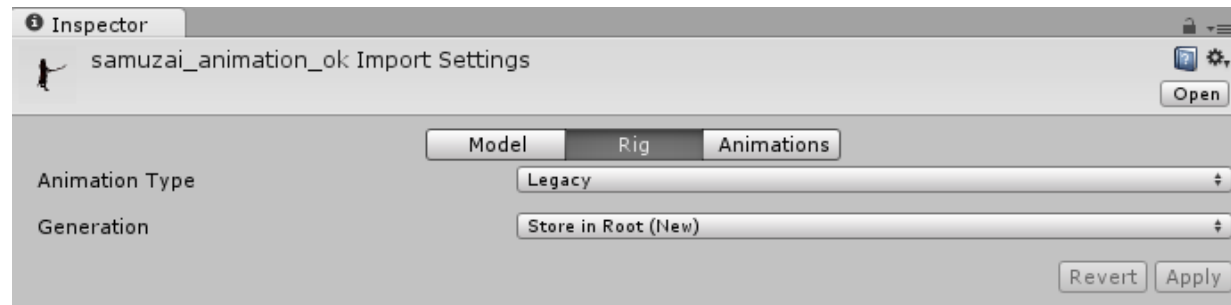 Inspector
samuzai_animation_ok Import Settings
Open
Model Rig Animations
Animation Type Legacy
Generation Store in Root (New)
Revert Apply